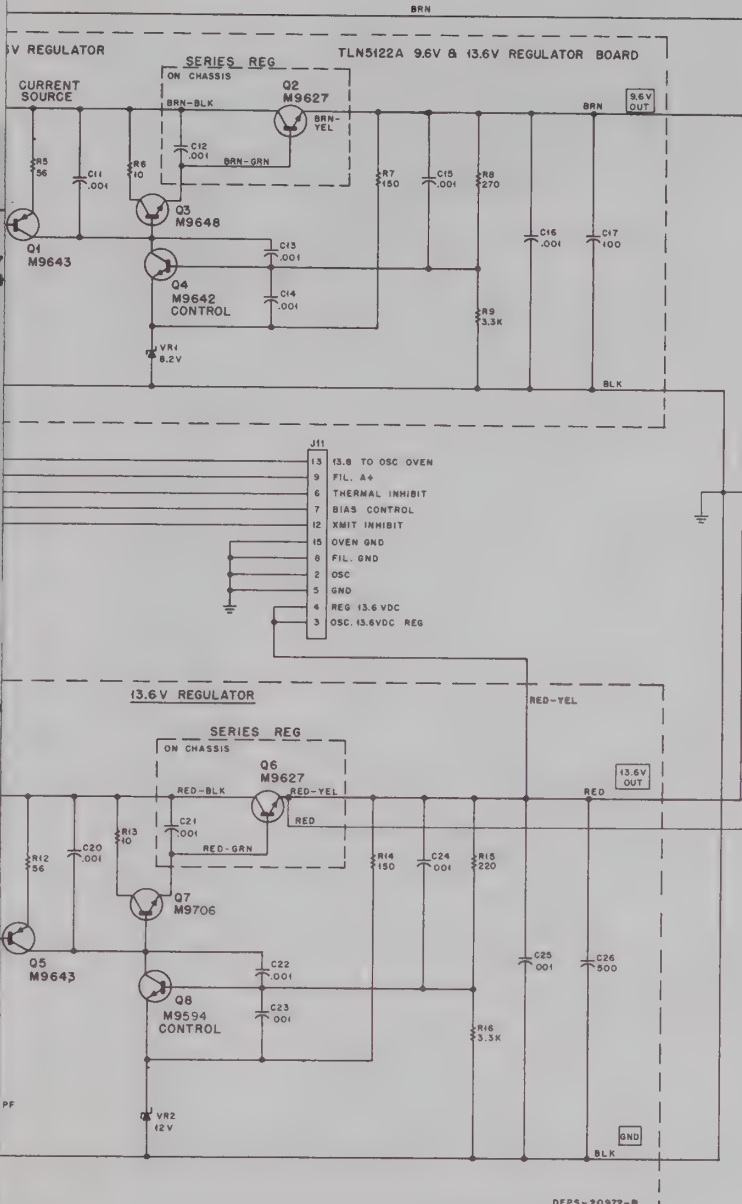 BRN
V REGULATOR
TLN5122A 9.6V & 13.6V REGULATOR BOARD
SERIES REG
ON CHASSIS
CURRENT
SOURCE
Q2
M9627
BRN-BLK
BRN-
YEL
BRN
9.6V
OUT
R5
56
C11
.001
R6
10
C12
.001
BRN-GRN
R7
150
C15
.001
R8
270
Q3
M9648
Q1
M9643
C13
.001
C16
.001
C17
100
Q4
M9642
CONTROL
C14
.001
R9
3.3K
VR1
8.2V
BLK
J11
13 13.8 TO OSC OVEN
9 FIL. A+
6 THERMAL INHIBIT
7 BIAS CONTROL
12 XMIT INHIBIT
15 OVEN GND
8 FIL. GND
2 OSC
5 GND
4 REG 13.6 VDC
3 OSC. 13.6VDC REG
13.6V REGULATOR
RED-YEL
SERIES REG
ON CHASSIS
Q6
M9627
13.6V
OUT
RED-BLK
RED-YEL
RED
RED
R12
56
C20
.001
R13
10
C21
.001
RED-GRN
R14
150
C24
001
R15
220
Q7
M9706
Q5
M9643
C22
.001
C25
001
C26
500
Q8
M9594
CONTROL
C23
.001
R16
3.3K
PF
VR2
12V
GND
BLK
DEPS-20972-B